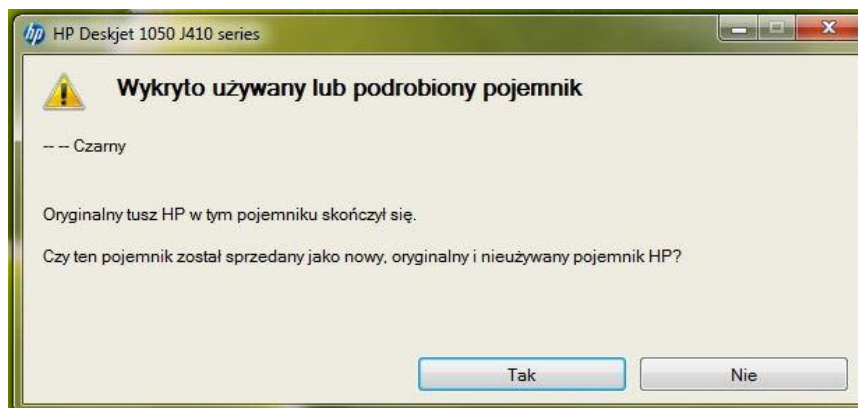 hp HP Deskjet 1050 J410 series
Wykryto używany lub podrobiony pojemnik
-- -- Czarny
Oryginalny tusz HP w tym pojemniku skończył się.
Czy ten pojemnik został sprzedany jako nowy, oryginalny i nieużywany pojemnik HP?
Tak Nie